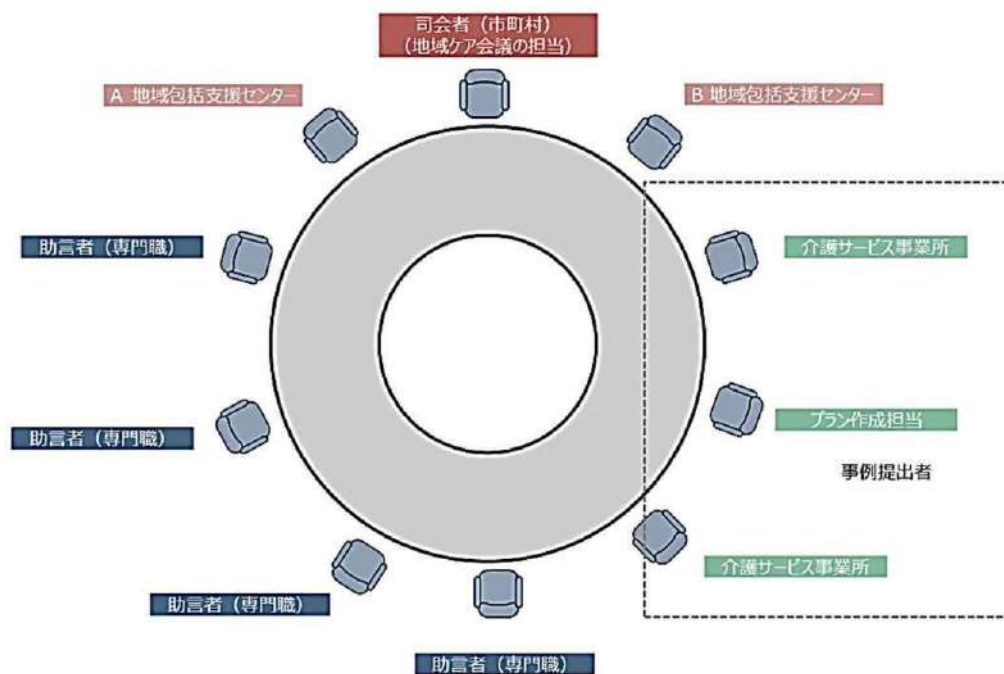 司会者（市町村）
（地域ケア会議の担当）
A 地域包括支援センター
B 地域包括支援センター
助言者（専門職）
介護サービス事業所
助言者（専門職）
プラン作成担当
事例提出者
介護サービス事業所
助言者（専門職）
助言者（専門職）